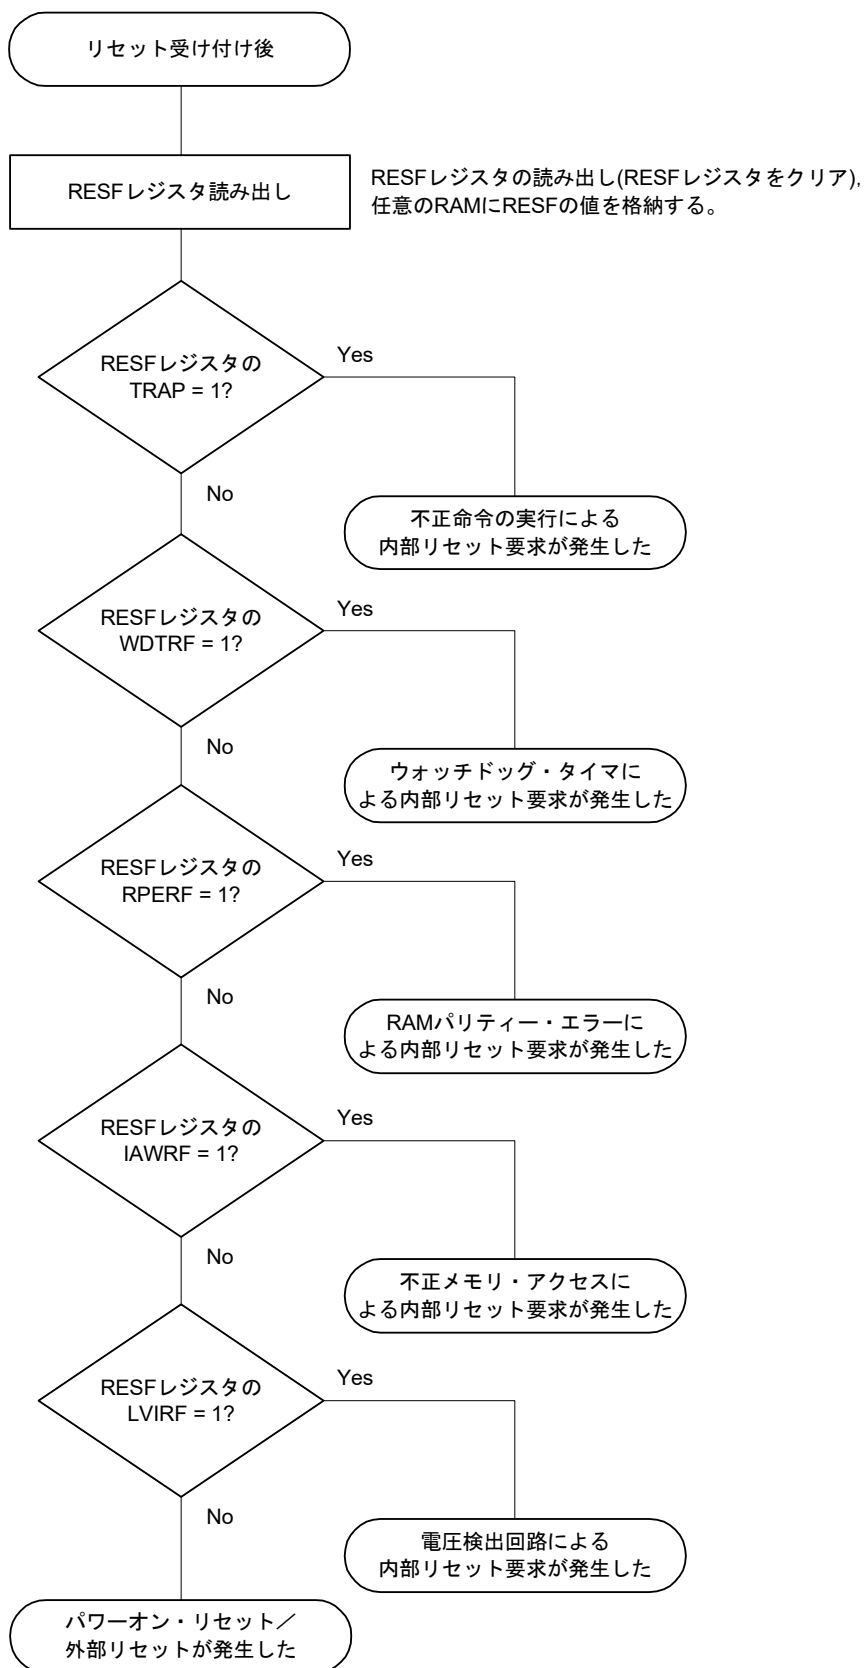 リセット受け付け後
RESFレジスタ読み出し
RESFレジスタの読み出し(RESFレジスタをクリア),
任意のRAMにRESFの値を格納する。
RESFレジスタの
TRAP = 1?
Yes
No
不正命令の実行による
内部リセット要求が発生した
RESFレジスタの
WDTRF = 1?
Yes
No
ウォッチドッグ・タイマに
よる内部リセット要求が発生した
RESFレジスタの
RPERF = 1?
Yes
No
RAMパリティー・エラーに
よる内部リセット要求が発生した
RESFレジスタの
IAWRF = 1?
Yes
No
不正メモリ・アクセスに
よる内部リセット要求が発生した
RESFレジスタの
LVIRF = 1?
Yes
No
電圧検出回路による
内部リセット要求が発生した
パワーオン・リセット／
外部リセットが発生した